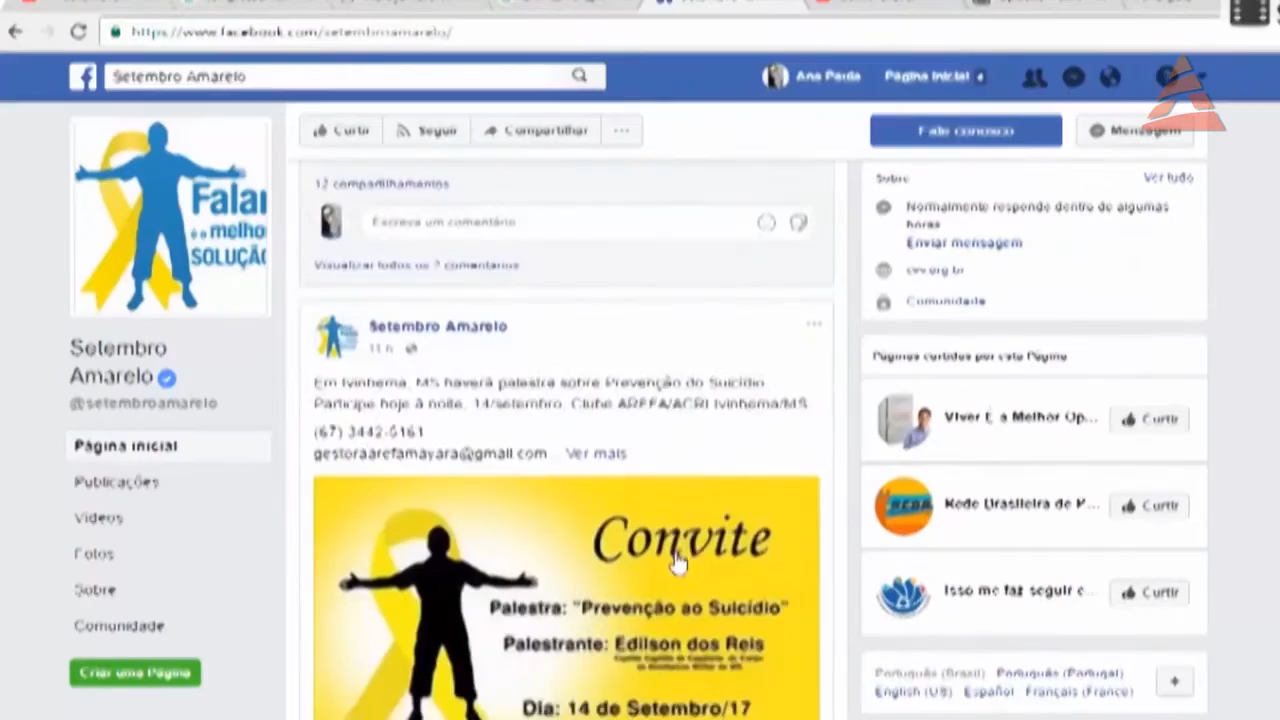 https://www.facebook.com/setembroamarelo/
Setembro Amarelo
Ana Paula
Página Inicial
Curtir
Seguir
Compartilhar
...
Fale conosco
Mensagem
Falar
é a melhor
SOLUÇÃO
Setembro
Amarelo
@setembroamarelo
Página inicial
Publicações
Vídeos
Fotos
Sobre
Comunidade
Criar uma Página
12 compartilhamentos
Escreva um comentário
Visualizar todos os comentários
Setembro Amarelo
11 h
Em Ivinhema, MS haverá palestra sobre Prevenção do Suicídio
Participe hoje à noite, 14/setembro, Clube Ivinhema/MS
(67)
gestoraarefamayara@gmail.com ... Ver mais
Convite
Palestra: "Prevenção ao Suicídio"
Palestrante: Edilson dos Reis
Dia: 14 de Setembro/17
Sobre
Ver tudo
Normalmente responde dentro de algumas
horas
Enviar mensagem
cvv.org.br
Comunidade
Páginas curtidas por esta Página
Viver É a Melhor Op...
Curtir
Rede Brasileira de P...
Curtir
Isso me faz seguir e...
Curtir
Português (Brasil) Português (Portugal)
English (US) Español Français (France)
+